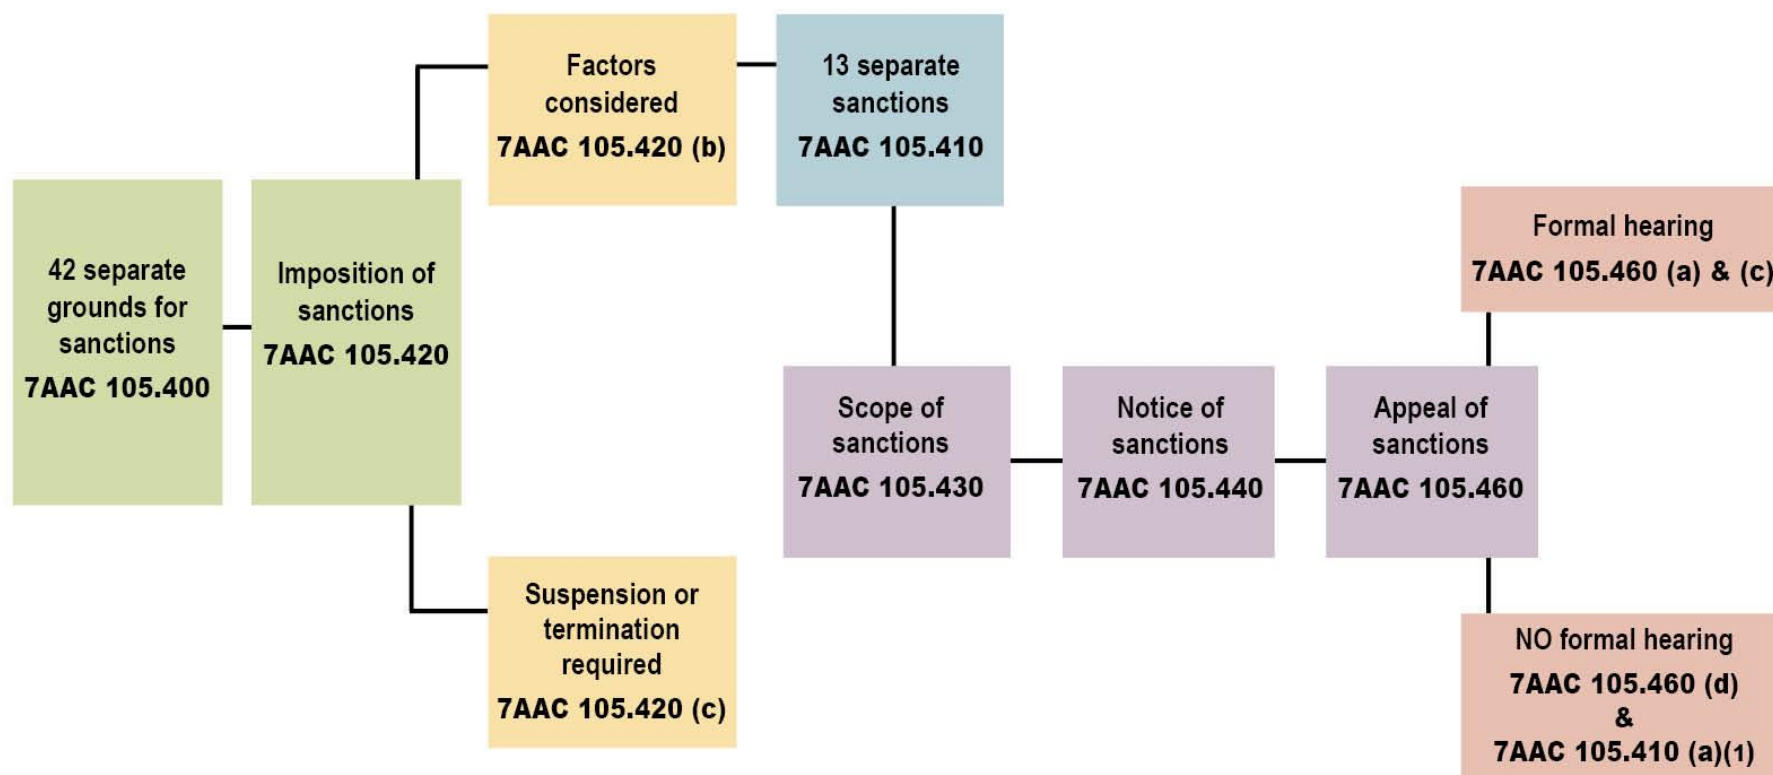 42 separate
grounds for
sanctions
7AAC 105.400
Imposition of
sanctions
7AAC 105.420
Factors
considered
7AAC 105.420 (b)
13 separate
sanctions
7AAC 105.410
Suspension or
termination
required
7AAC 105.420 (c)
Scope of
sanctions
7AAC 105.430
Notice of
sanctions
7AAC 105.440
Appeal of
sanctions
7AAC 105.460
Formal hearing
7AAC 105.460 (a) & (c)
NO formal hearing
7AAC 105.460 (d)
&
7AAC 105.410 (a)(1)